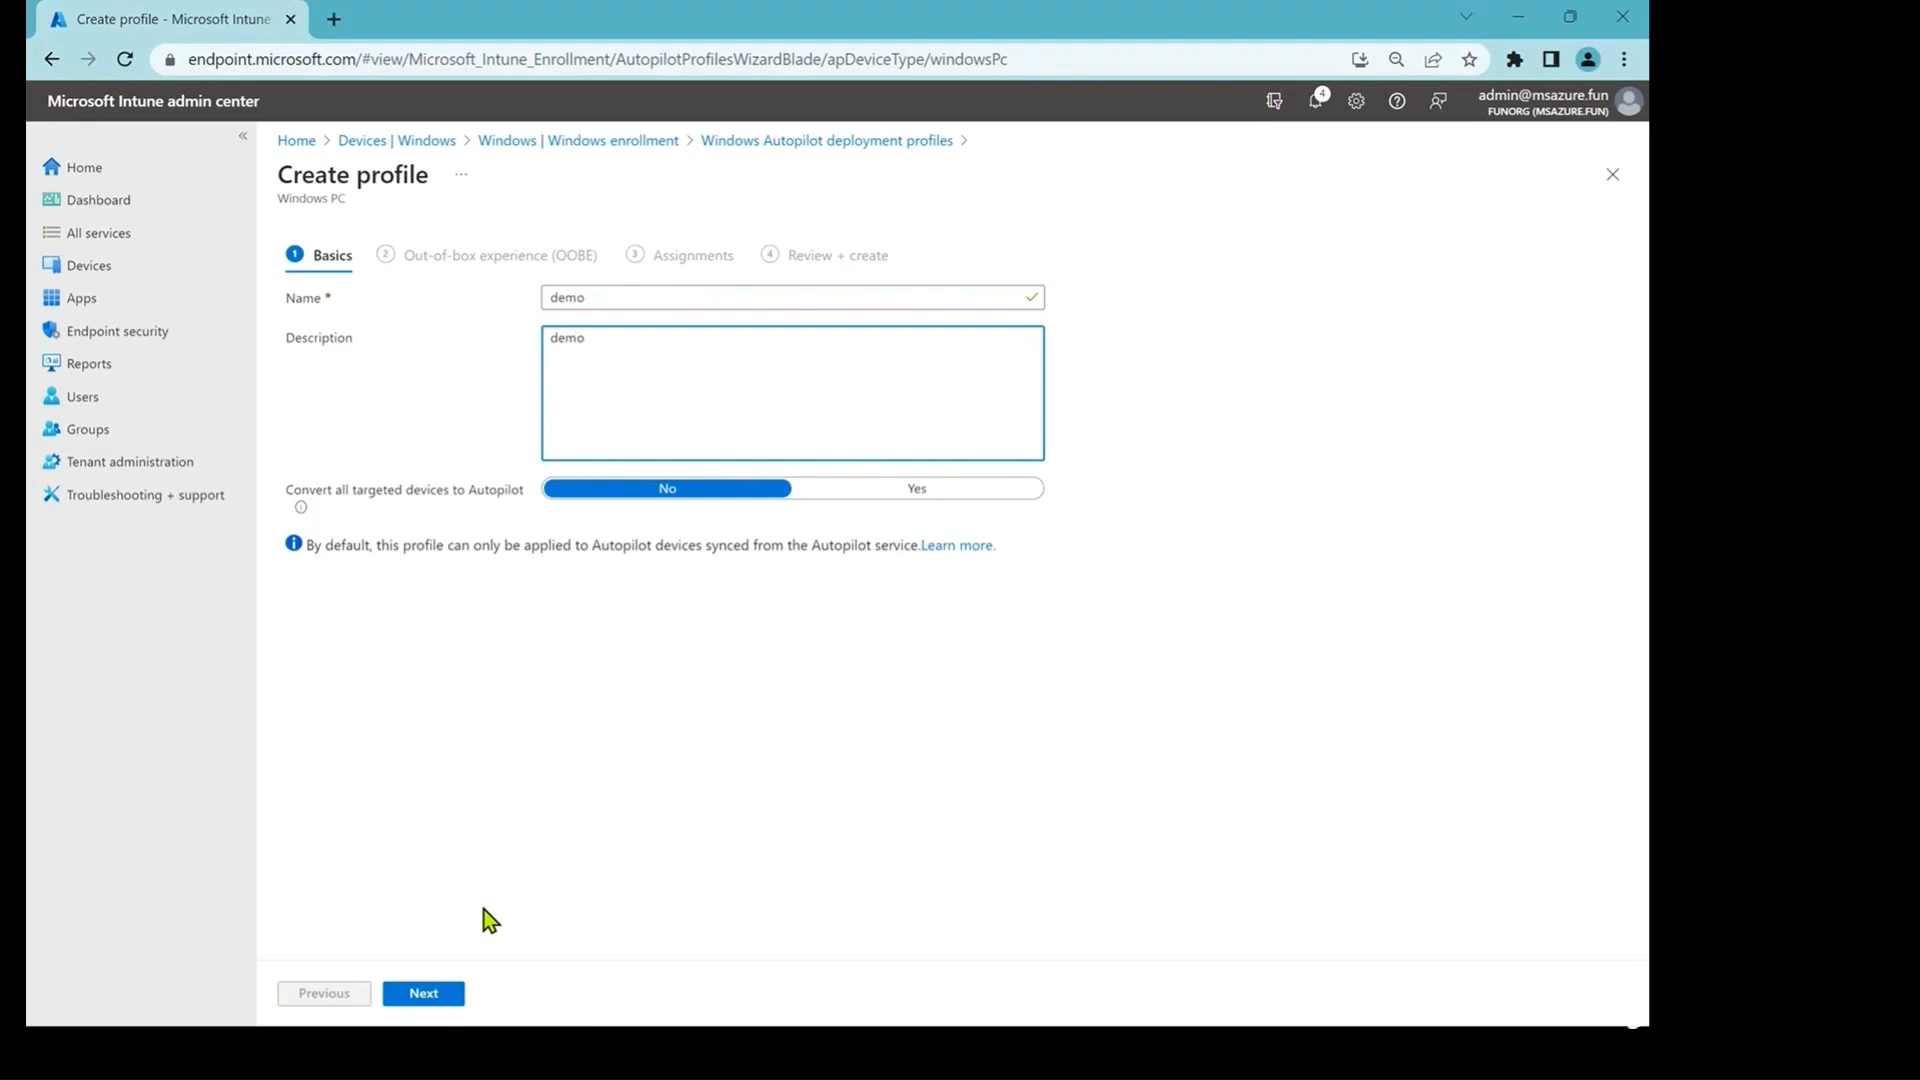 Create profile - Microsoft Intune
endpoint.microsoft.com/#view/Microsoft_Intune_Enrollment/AutopilotProfilesWizardBlade/apDeviceType/windowsPc
Microsoft Intune admin center
4
admin@msazure.fun
FUNORG (MSAZURE.FUN)
Home > Devices | Windows > Windows | Windows enrollment > Windows Autopilot deployment profiles >
Create profile ...
Windows PC
Home
Dashboard
All services
Devices
Apps
Endpoint security
Reports
Users
Groups
Tenant administration
Troubleshooting + support
1 Basics 2 Out-of-box experience (OOBE) 3 Assignments 4 Review + create
Name * demo
Description demo
Convert all targeted devices to Autopilot No Yes
By default, this profile can only be applied to Autopilot devices synced from the Autopilot service.Learn more.
Previous Next